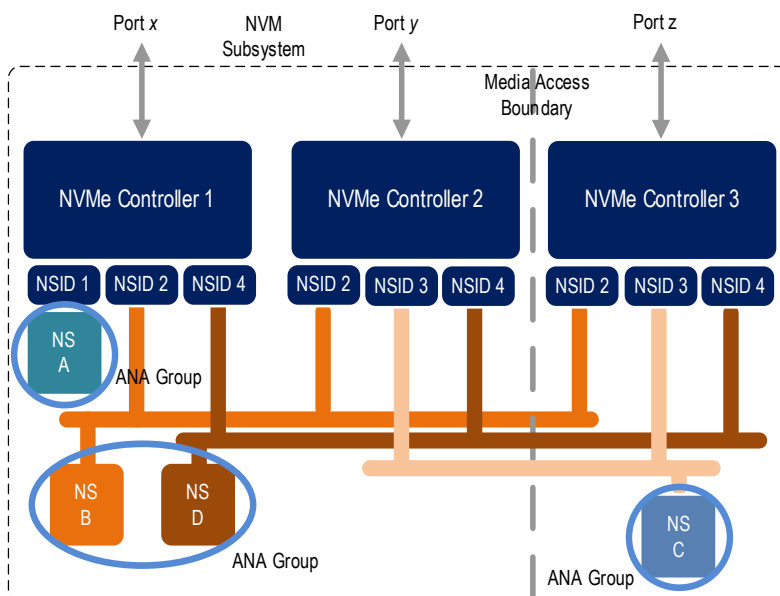 Port x
NVM
Subsystem
Port y
Port z
Media Access
Boundary
NVMe Controller 1
NVMe Controller 2
NVMe Controller 3
NSID 1
NSID 2
NSID 4
NSID 2
NSID 3
NSID 4
NSID 2
NSID 3
NSID 4
NS
A
ANA Group
NS
B
NS
D
ANA Group
NS
C
ANA Group